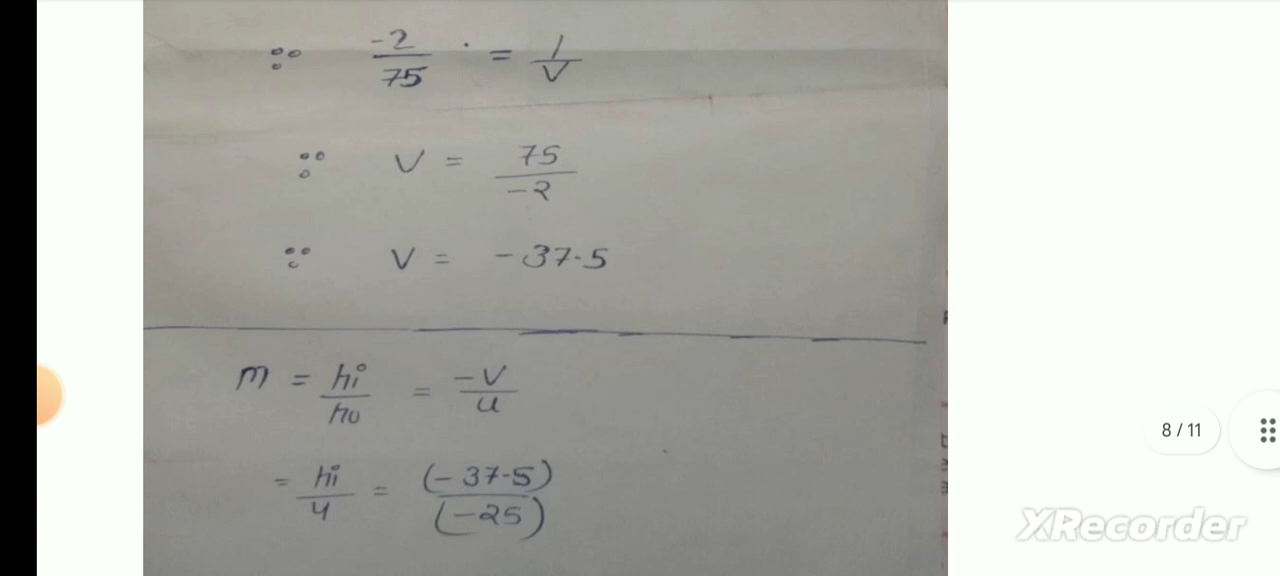 ∵ -2/75 = 1/V
∵ V = 75/-2
∵ V = -37.5
m = hi/ho = -V/u
= hi/4 = (-37.5)/(-25)
8 / 11
XRecorder